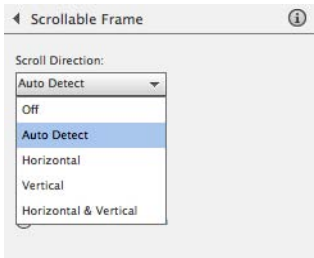 Scrollable Frame
Scroll Direction:
Auto Detect
Off
Auto Detect
Horizontal
Vertical
Horizontal & Vertical